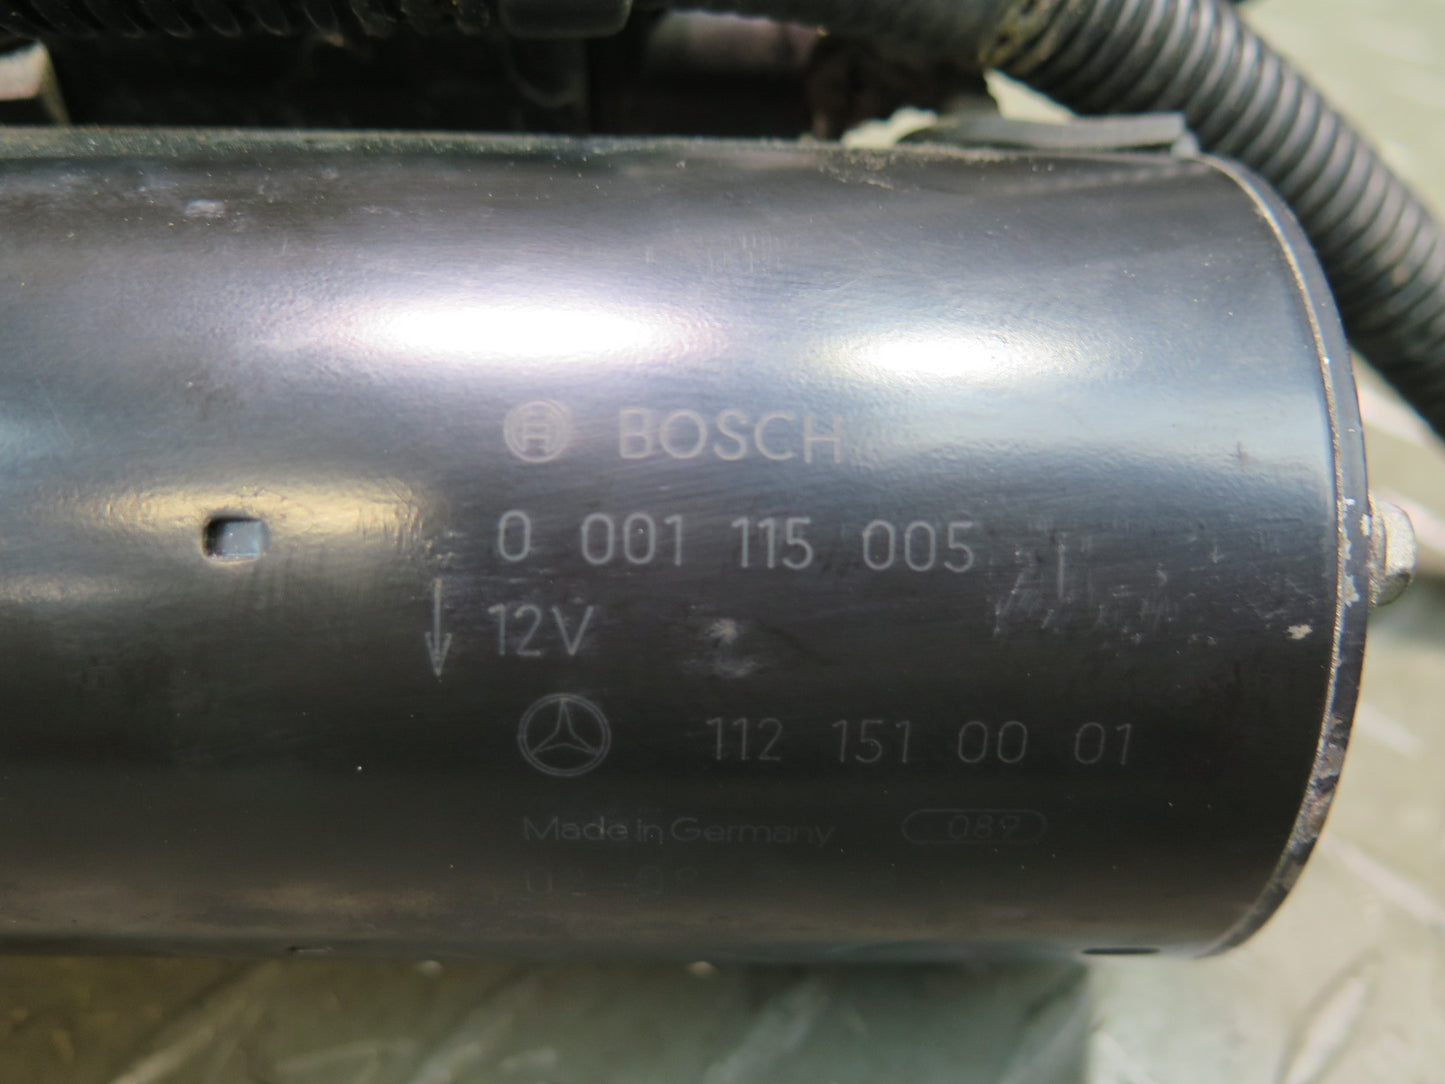 BOSCH
0 001 115 005
12V
112 151 00 01
Made in Germany 089